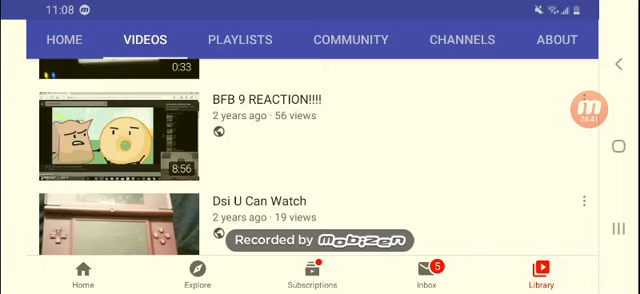 11:08
HOME VIDEOS PLAYLISTS COMMUNITY CHANNELS ABOUT
0:33
BFB 9 REACTION!!!!
2 years ago · 56 views
8:56
28:41
Dsi U Can Watch
2 years ago · 19 views
Recorded by mobizen
5
Home Explore Subscriptions Inbox Library